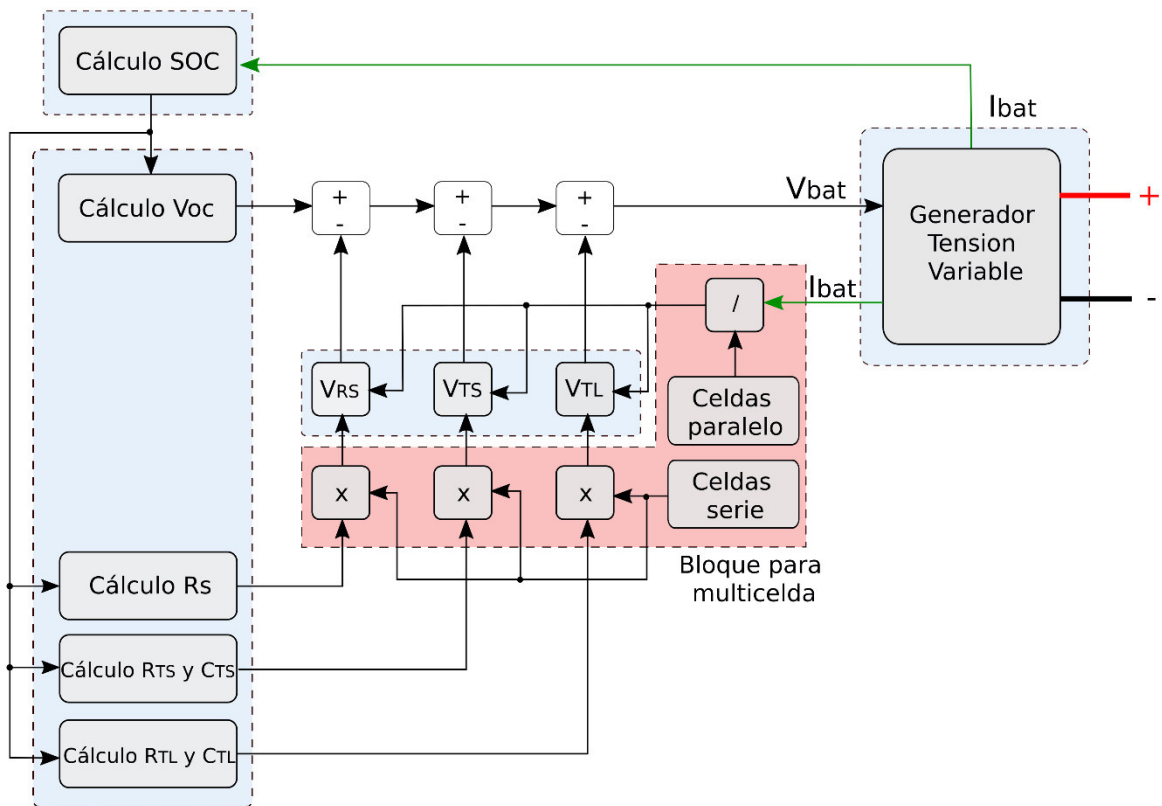 Cálculo SOC
Ibat
Cálculo Voc
+
-
+
-
+
-
Vbat
Generador
Tension
Variable
+
-
Ibat
/
VRS
VTS
VTL
Celdas
paralelo
x
x
x
Celdas
serie
Bloque para
multicelda
Cálculo Rs
Cálculo RTS y CTS
Cálculo RTL y CTL